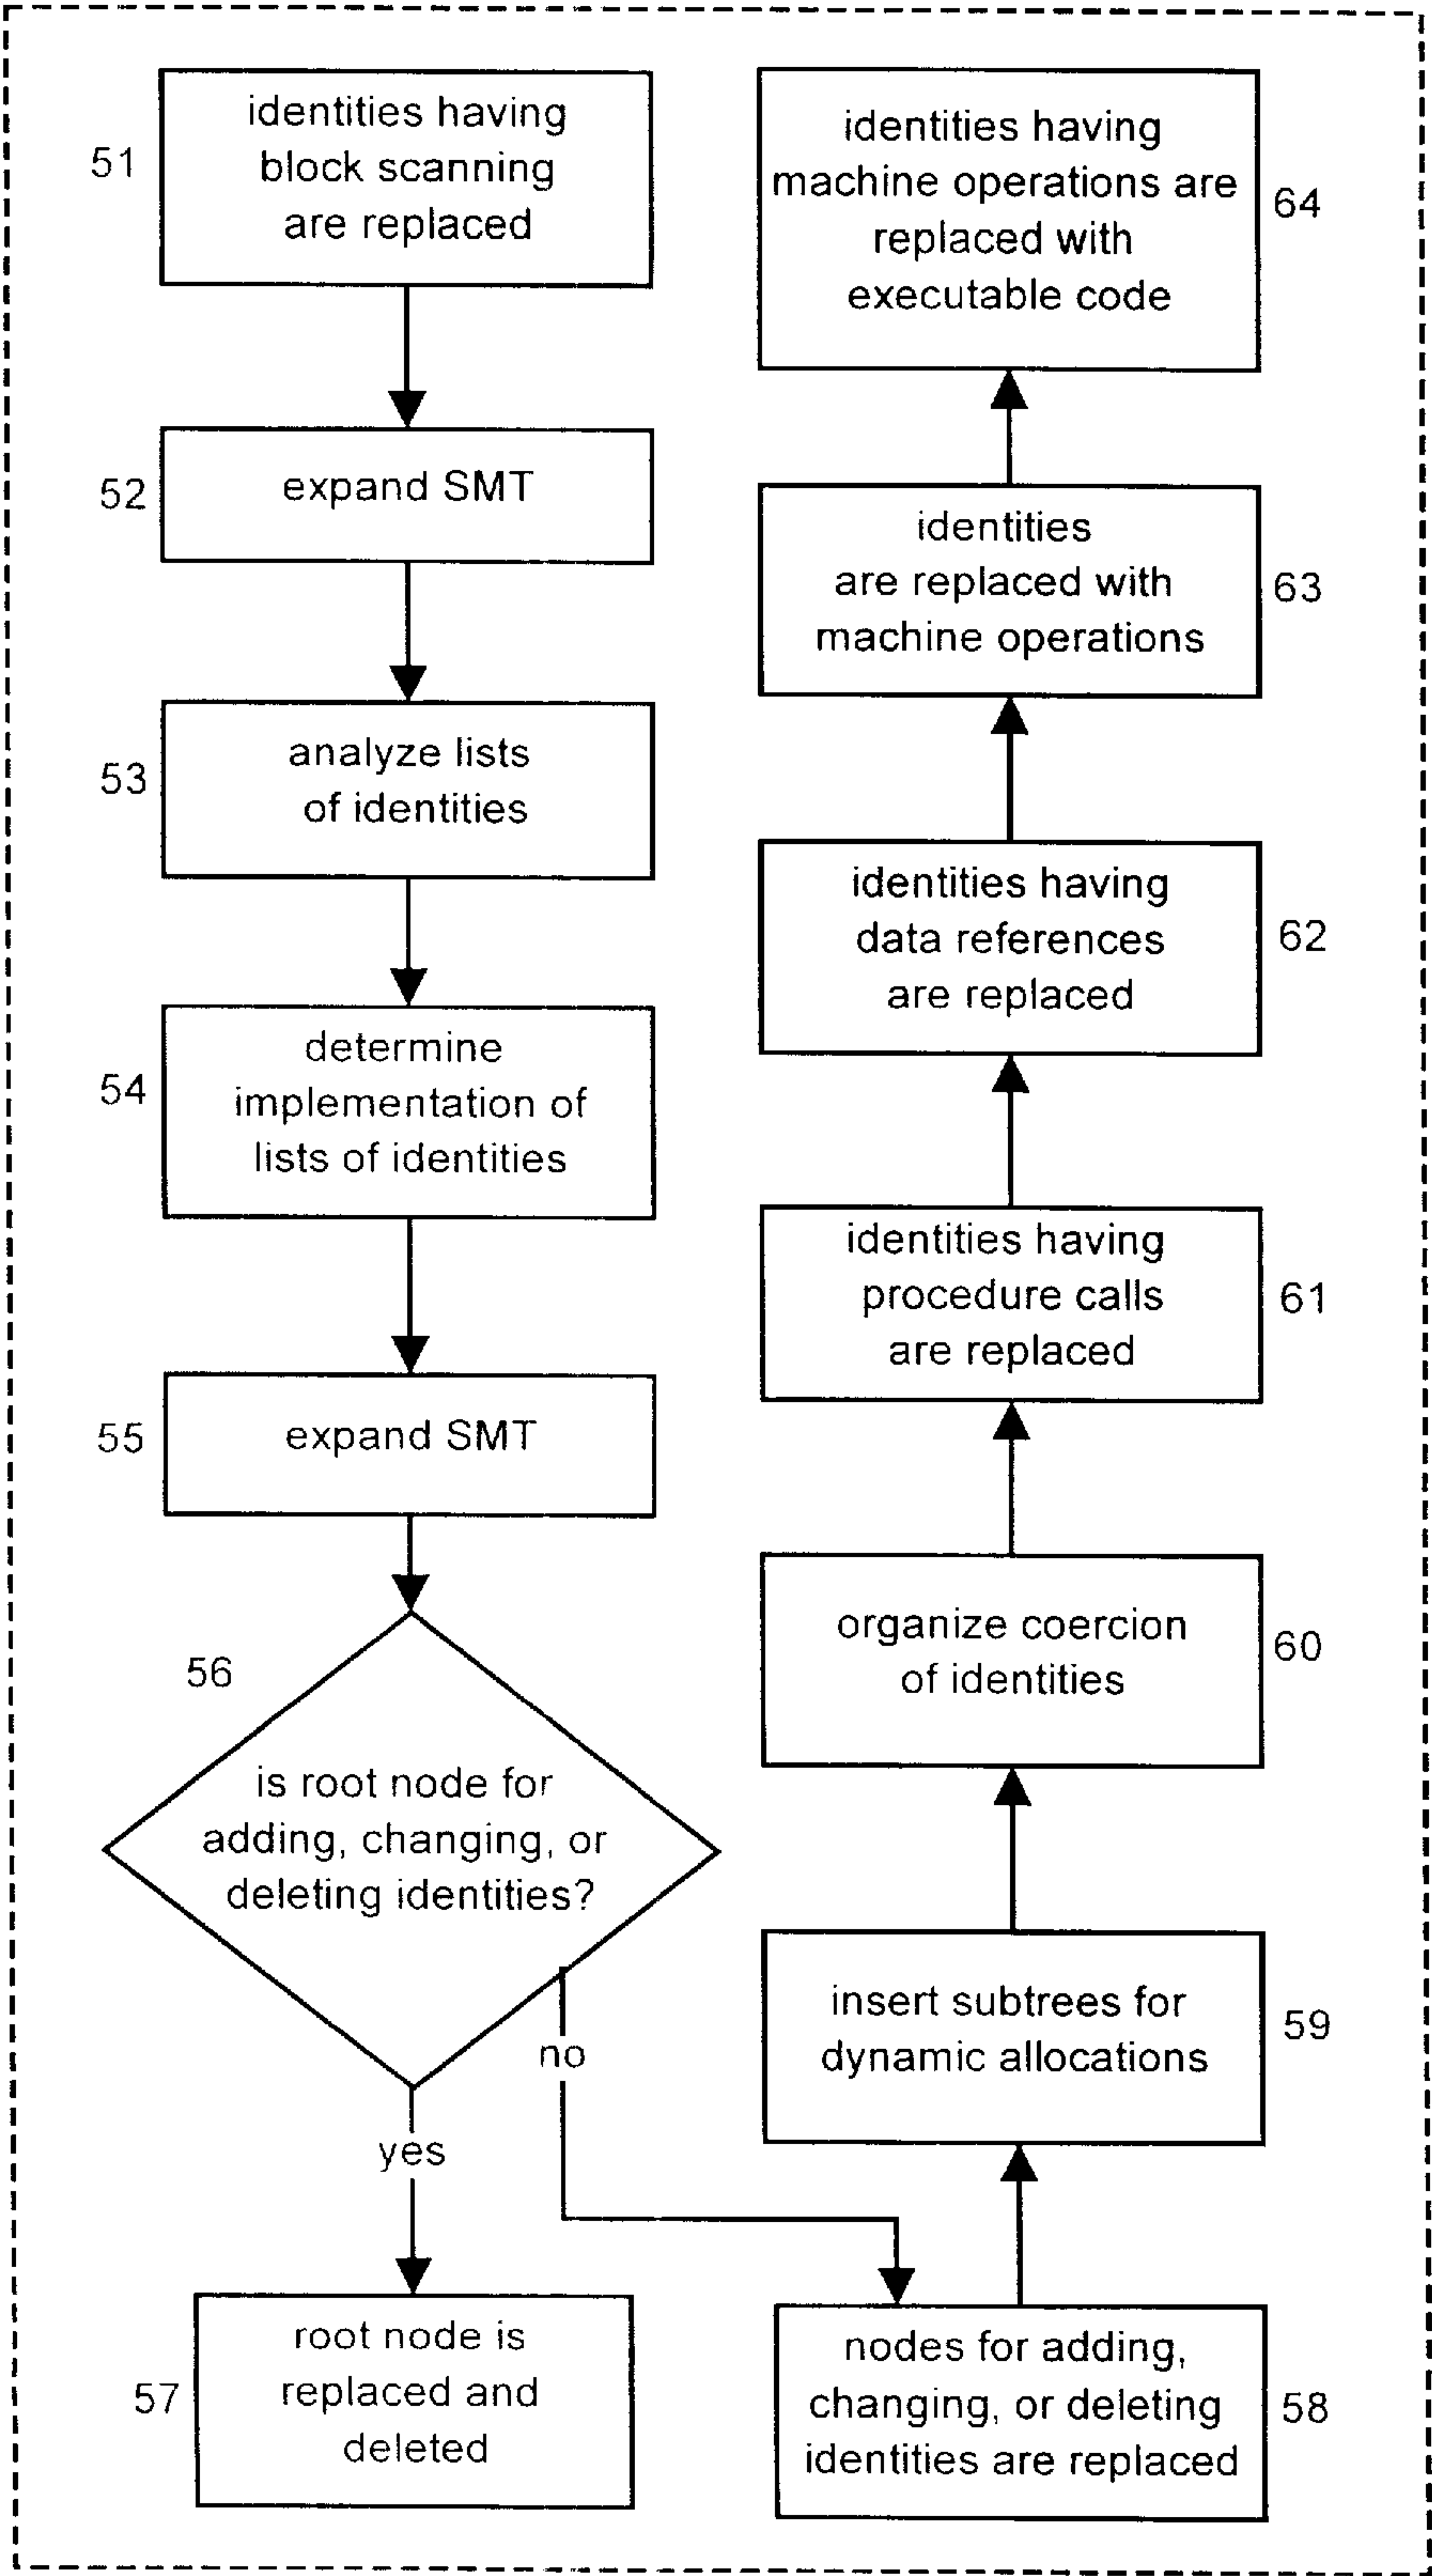 51
identities having
block scanning
are replaced
52
expand SMT
53
analyze lists
of identities
54
determine
implementation of
lists of identities
55
expand SMT
56
is root node for
adding, changing, or
deleting identities?
no
yes
57
root node is
replaced and
deleted
58
nodes for adding,
changing, or deleting
identities are replaced
59
insert subtrees for
dynamic allocations
60
organize coercion
of identities
61
identities having
procedure calls
are replaced
62
identities having
data references
are replaced
63
identities
are replaced with
machine operations
64
identities having
machine operations are
replaced with
executable code